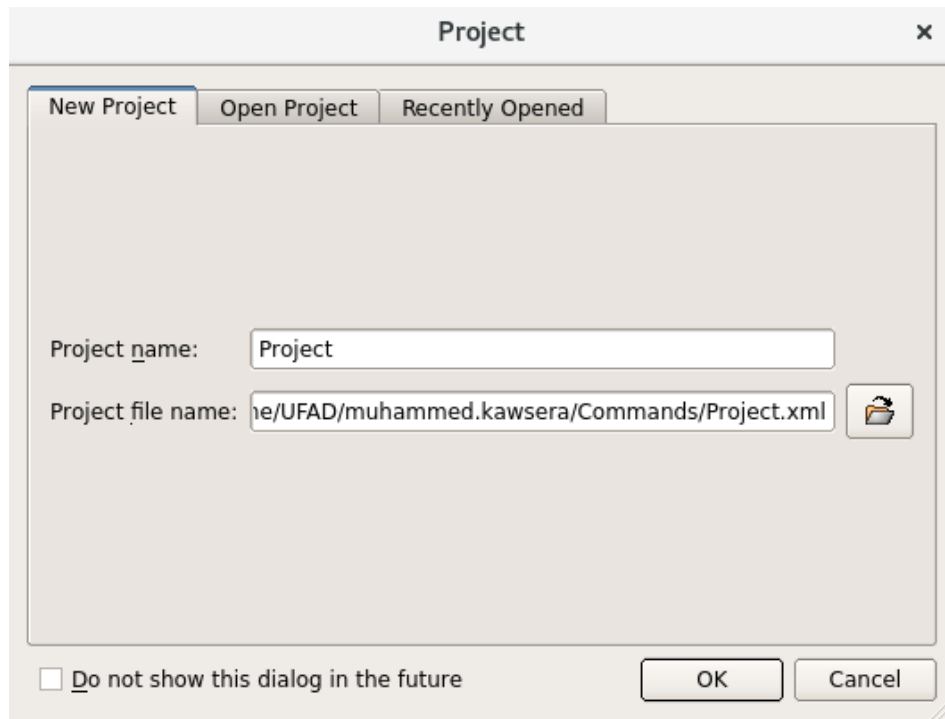 Project
New Project Open Project Recently Opened
Project name: Project
Project file name: he/UFAD/muhammed.kawsera/Commands/Project.xml
Do not show this dialog in the future OK Cancel